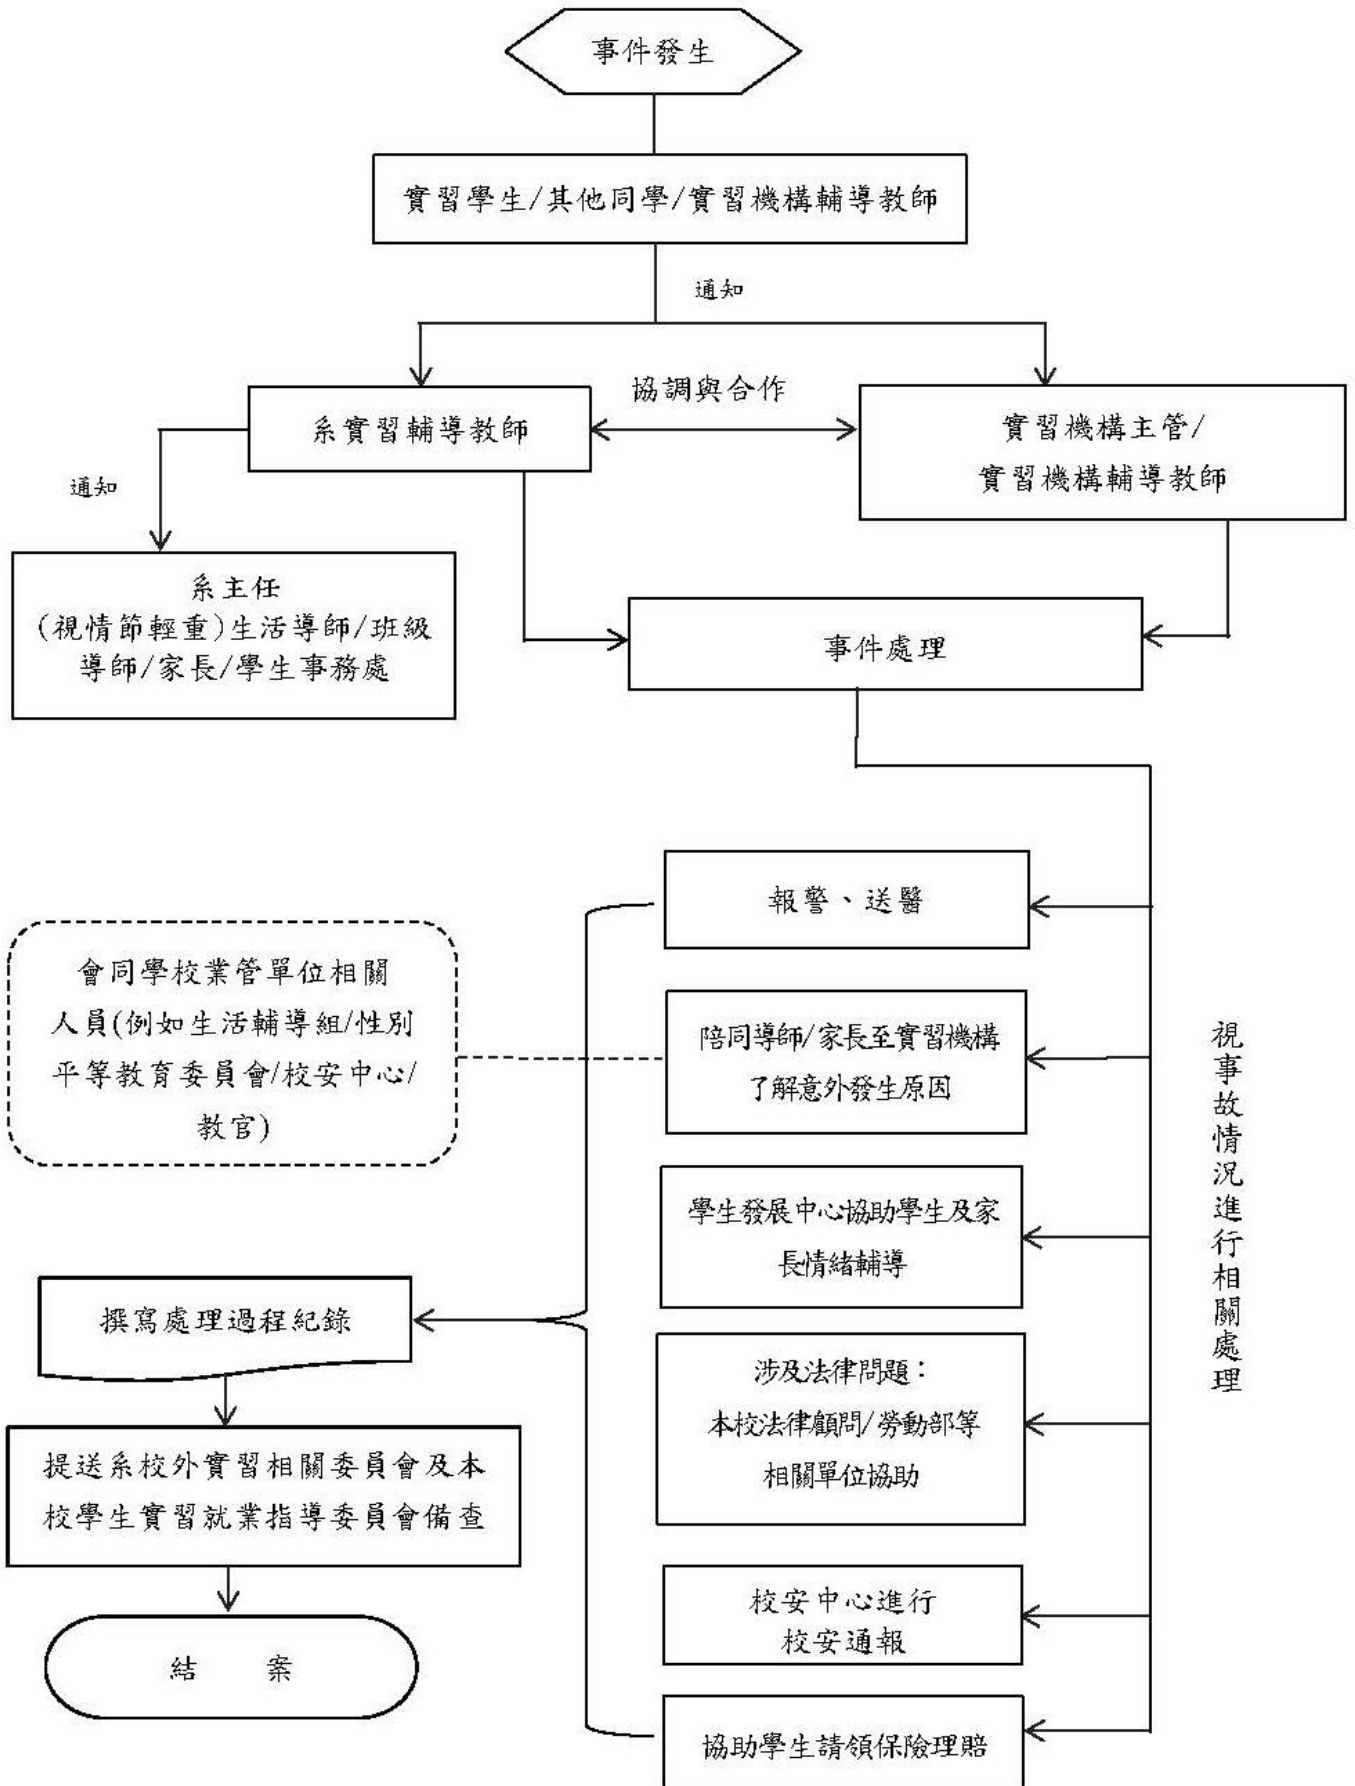 事件發生
實習學生/其他同學/實習機構輔導教師
通知
協調與合作
系實習輔導教師
實習機構主管/
實習機構輔導教師
通知
系主任
(視情節輕重)生活導師/班級
導師/家長/學生事務處
事件處理
視事故情況進行相關處理
報警、送醫
會同學校業管單位相關
人員(例如生活輔導組/性別
平等教育委員會/校安中心/
教官)
陪同導師/家長至實習機構
了解意外發生原因
學生發展中心協助學生及家
長情緒輔導
涉及法律問題：
本校法律顧問/勞動部等
相關單位協助
校安中心進行
校安通報
協助學生請領保險理賠
撰寫處理過程紀錄
提送系校外實習相關委員會及本
校學生實習就業指導委員會備查
結 案